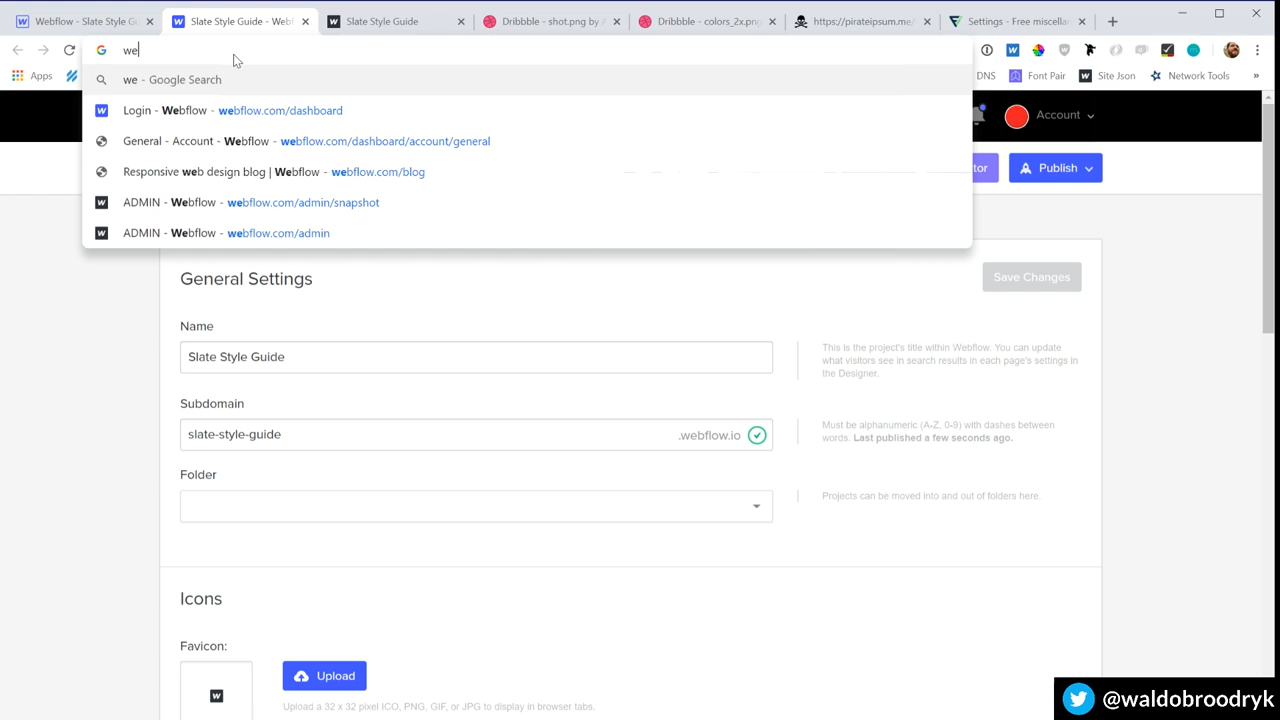 Webflow - Slate Style G
Slate Style Guide - Webf
Slate Style Guide
Dribbble - shot.png by A
Dribbble - colors_2x.png
https://pirateipsum.me/
Settings - Free miscellan
we
Apps
DNS
Font Pair
Site Json
Network Tools
»
we - Google Search
Login - Webflow - webflow.com/dashboard
General - Account - Webflow - webflow.com/dashboard/account/general
Responsive web design blog | Webflow - webflow.com/blog
ADMIN - Webflow - webflow.com/admin/snapshot
ADMIN - Webflow - webflow.com/admin
Account
tor
Publish
General Settings
Save Changes
Name
Slate Style Guide
This is the project's title within Webflow. You can update
what visitors see in search results in each page's settings in
the Designer.
Subdomain
slate-style-guide
.webflow.io
Must be alphanumeric (A-Z, 0-9) with dashes between
words. Last published a few seconds ago.
Folder
Projects can be moved into and out of folders here.
Icons
Favicon:
Upload
Upload a 32 x 32 pixel ICO, PNG, GIF, or JPG to display in browser tabs.
@waldobroodryk